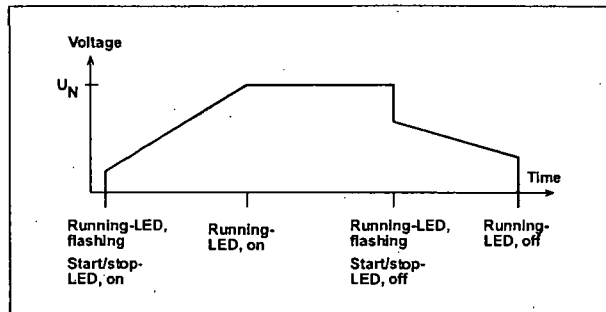 Voltage
U_N
Time
Running-LED,
flashing
Start/stop-
LED, on
Running-
LED, on
Running-LED,
flashing
Start/stop-
LED, off
Running-
LED, off